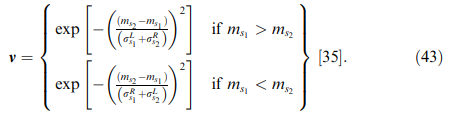 v = { exp[−((m_{s_2}−m_{s_1})/(σ^L_{s_1}+σ^R_{s_2}))^2] if m_{s_1} > m_{s_2}
exp[−((m_{s_2}−m_{s_1})/(σ^R_{s_1}+σ^L_{s_2}))^2] if m_{s_1} < m_{s_2} } [35]. (43)